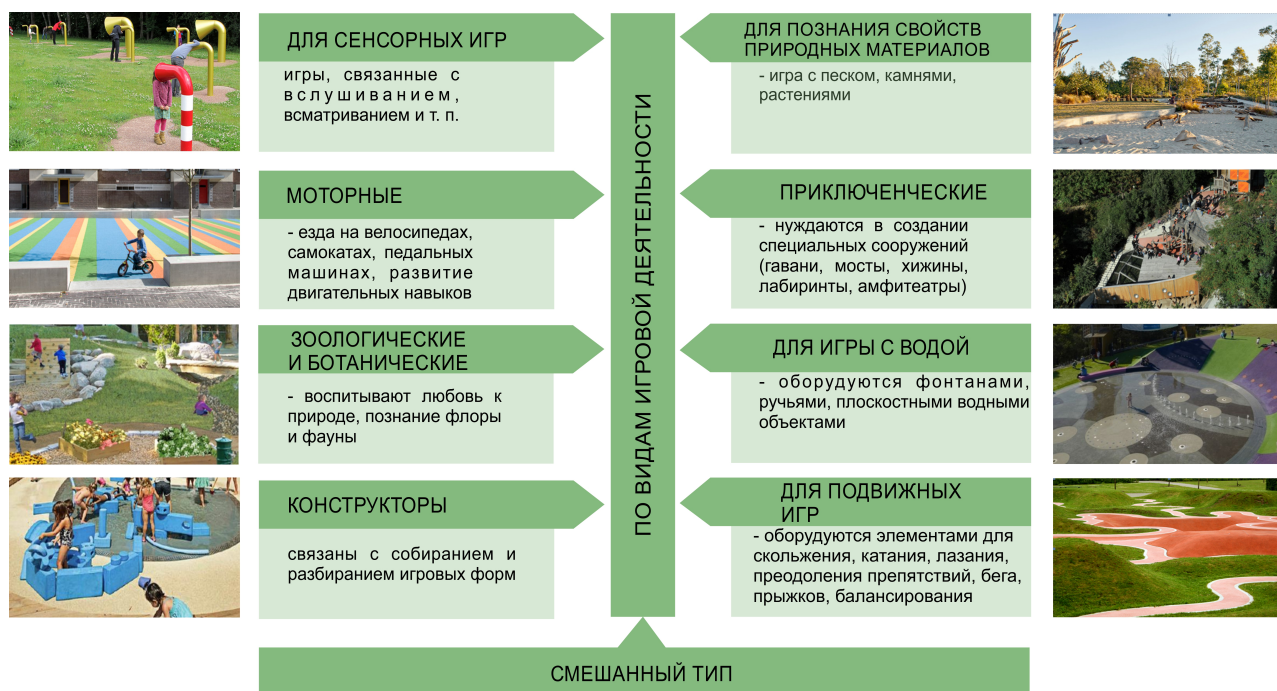 ДЛЯ СЕНСОРНЫХ ИГР
игры, связанные с
вслушиванием,
всматриванием и т. п.
МОТОРНЫЕ
- езда на велосипедах,
самокатах, педальных
машинах, развитие
двигательных навыков
ЗООЛОГИЧЕСКИЕ
И БОТАНИЧЕСКИЕ
- воспитывают любовь к
природе, познание флоры
и фауны
КОНСТРУКТОРЫ
связаны с собиранием и
разбиранием игровых форм
ПО ВИДАМ ИГРОВОЙ ДЕЯТЕЛЬНОСТИ
ДЛЯ ПОЗНАНИЯ СВОЙСТВ
ПРИРОДНЫХ МАТЕРИАЛОВ
- игра с песком, камнями,
растениями
ПРИКЛЮЧЕНЧЕСКИЕ
- нуждаются в создании
специальных сооружений
(гавани, мосты, хижины,
лабиринты, амфитеатры)
ДЛЯ ИГРЫ С ВОДОЙ
- оборудуются фонтанами,
ручьями, плоскостными водными
объектами
ДЛЯ ПОДВИЖНЫХ
ИГР
- оборудуются элементами для
скольжения, катания, лазания,
преодоления препятствий, бега,
прыжков, балансирования
СМЕШАННЫЙ ТИП